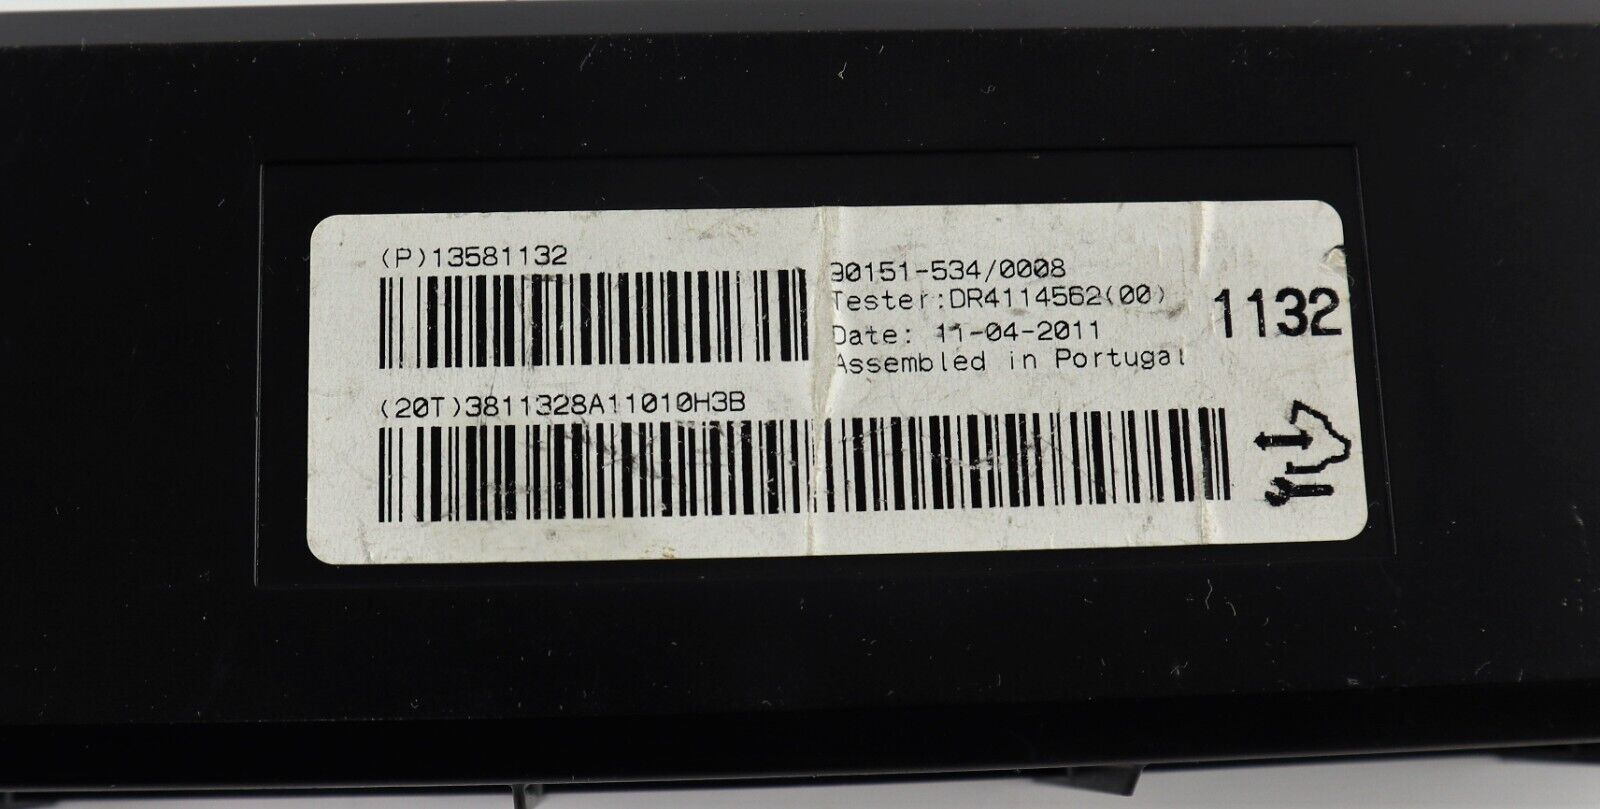 (P)13581132
90151-534/0008
Tester:DR4114562(00)
Date: 11-04-2011
Assembled in Portugal
1132
(20T)3811328A11010H3B